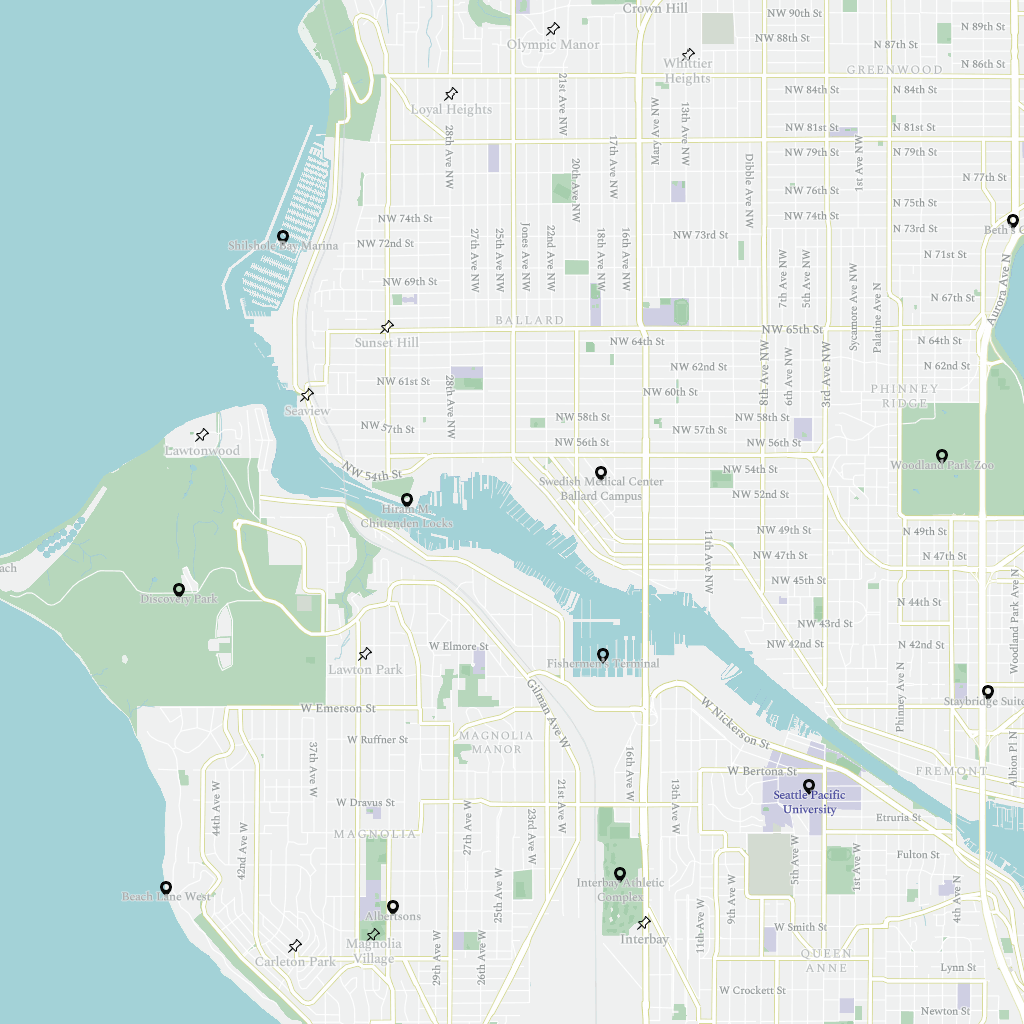 Crown Hill
NW 90th St
N 89th St
NW 88th St
N 87th St
Olympic Manor
Whittier
Heights
N 86th St
GREENWOOD
NW 84th St
N 84th St
Loyal Heights
21st Ave NW
Mary Ave NW
13th Ave NW
28th Ave NW
17th Ave NW
NW 81st St
N 81st St
1st Ave NW
NW 79th St
N 79th St
20th Ave NW
Dibble Ave NW
N 77th St
NW 76th St
N 75th St
NW 74th St
NW 74th St
N 73rd St
NW 73rd St
Beth's
Shilshole Bay Marina
NW 72nd St
27th Ave NW
25th Ave NW
Jones Ave NW
22nd Ave NW
18th Ave NW
16th Ave NW
N 71st St
7th Ave NW
5th Ave NW
Sycamore Ave NW
Palatine Ave N
Aurora Ave N
NW 69th St
N 67th St
BALLARD
NW 65th St
Sunset Hill
NW 64th St
N 64th St
NW 62nd St
N 62nd St
8th Ave NW
6th Ave NW
3rd Ave NW
NW 61st St
28th Ave NW
NW 60th St
PHINNEY
RIDGE
Seaview
NW 58th St
NW 58th St
NW 57th St
NW 57th St
Lawtonwood
NW 56th St
NW 56th St
NW 54th St
NW 54th St
Woodland Park Zoo
Swedish Medical Center
Ballard Campus
NW 52nd St
Hiram M.
Chittenden Locks
NW 49th St
N 49th St
11th Ave NW
NW 47th St
N 47th St
ach
NW 45th St
Discovery Park
N 44th St
Woodland Park Ave N
NW 43rd St
NW 42nd St
N 42nd St
W Elmore St
Lawton Park
Fishermen's Terminal
Phinney Ave N
Gilman Ave W
Staybridge Suite
W Emerson St
W Nickerson St
W Ruffner St
MAGNOLIA
MANOR
37th Ave W
16th Ave W
Albion Pl N
W Bertona St
FREMONT
44th Ave W
21st Ave W
13th Ave W
Seattle Pacific
University
W Dravus St
27th Ave W
23rd Ave W
Etruria St
MAGNOLIA
42nd Ave W
5th Ave W
1st Ave W
Fulton St
Interbay Athletic
Complex
25th Ave W
9th Ave W
4th Ave N
Beach Lane West
Albertsons
11th Ave W
W Smith St
Interbay
Magnolia
Village
29th Ave W
26th Ave W
Carleton Park
QUEEN
ANNE
Lynn St
W Crockett St
Newton St